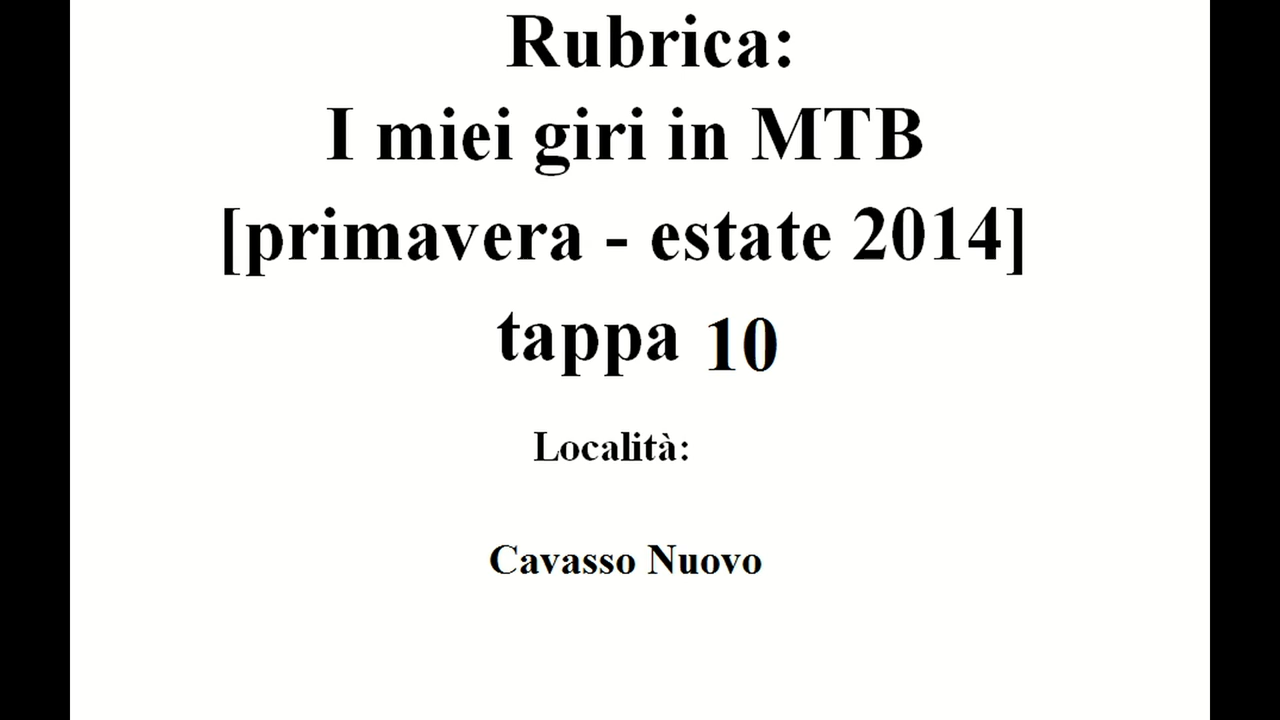 Rubrica:
I miei giri in MTB
[primavera - estate 2014]
tappa 10
Località:
Cavasso Nuovo